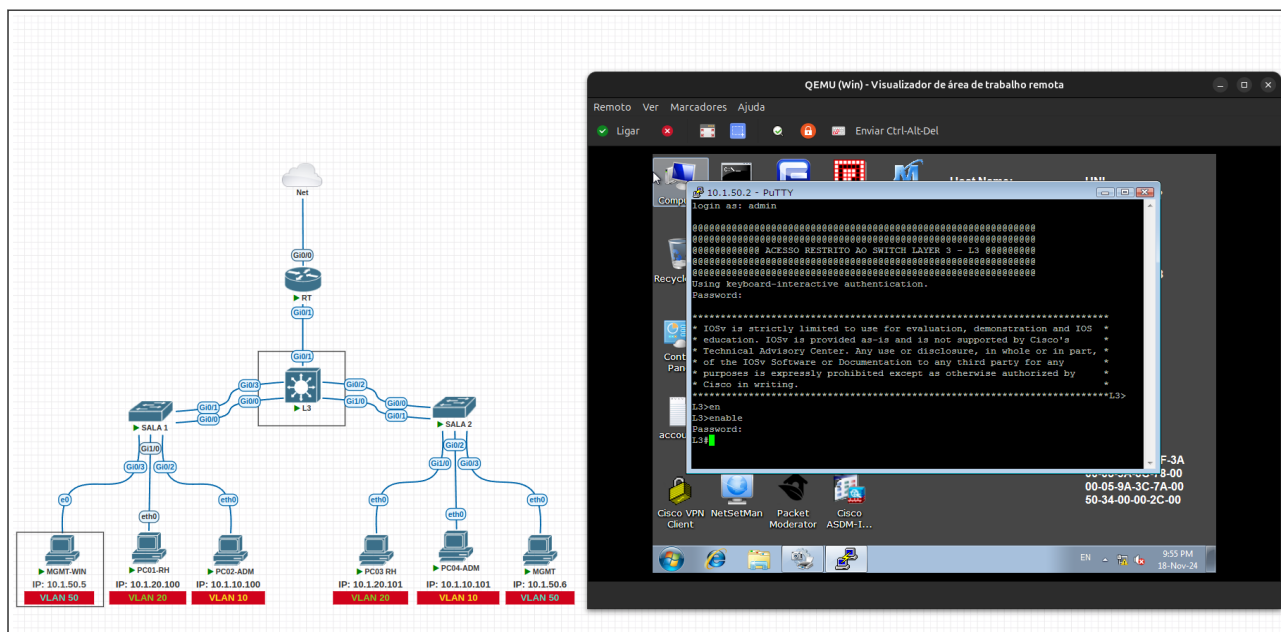 Net
Gi0/0
RT
Gi0/1
Gi0/1
Gi0/3
Gi0/2
Gi0/0
Gi1/0
L3
Gi0/1
Gi0/0
SALA 1
Gi0/0
Gi0/1
SALA 2
Gi1/0
Gi0/3
Gi0/2
Gi0/2
Gi1/0
Gi0/3
e0
eth0
eth0
eth0
eth0
eth0
MGMT-WIN
PC01-RH
PC02-ADM
PC03 RH
PC04-ADM
MGMT
IP: 10.1.50.5
IP: 10.1.20.100
IP: 10.1.10.100
IP: 10.1.20.101
IP: 10.1.10.101
IP: 10.1.50.6
VLAN 50
VLAN 20
VLAN 10
VLAN 20
VLAN 10
VLAN 50
QEMU (Win) - Visualizador de área de trabalho remota
Remoto Ver Marcadores Ajuda
Ligar Enviar Ctrl-Alt-Del
Compu
Recycl
Cont
Pan
accou
10.1.50.2 - PuTTY
login as: admin
@@@@@@@@@@@@@@@@@@@@@@@@@@@@@@@@@@@@@@@@@@@@@@@@@@@@@@@@@@@@@
@@@@@@@@@@@@@@@@@@@@@@@@@@@@@@@@@@@@@@@@@@@@@@@@@@@@@@@@@@@@@
@@@@@@@@@@@@ ACESSO RESTRITO AO SWITCH LAYER 3 - L3 @@@@@@@@@
@@@@@@@@@@@@@@@@@@@@@@@@@@@@@@@@@@@@@@@@@@@@@@@@@@@@@@@@@@@@@
@@@@@@@@@@@@@@@@@@@@@@@@@@@@@@@@@@@@@@@@@@@@@@@@@@@@@@@@@@@@@
Using keyboard-interactive authentication.
Password:
**************************************************************************
* IOSv is strictly limited to use for evaluation, demonstration and IOS *
* education. IOSv is provided as-is and is not supported by Cisco's *
* Technical Advisory Center. Any use or disclosure, in whole or in part, *
* of the IOSv Software or Documentation to any third party for any *
* purposes is expressly prohibited except as otherwise authorized by *
* Cisco in writing. *
**************************************************************************L3>
L3>en
L3>enable
Password:
L3#
F-3A
00-05-9A-3C-7A-00
50-34-00-00-2C-00
Cisco VPN Client
NetSetMan
Packet Moderator
Cisco ASDM-I...
EN
9:55 PM
18-Nov-24